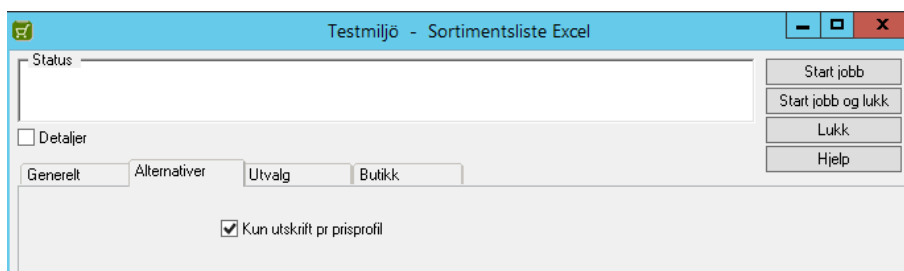 Testmiljö - Sortimentsliste Excel
Status
Start jobb
Start jobb og lukk
Lukk
Hjelp
Detaljer
Generelt Alternativer Utvalg Butikk
Kun utskrift pr prisprofil